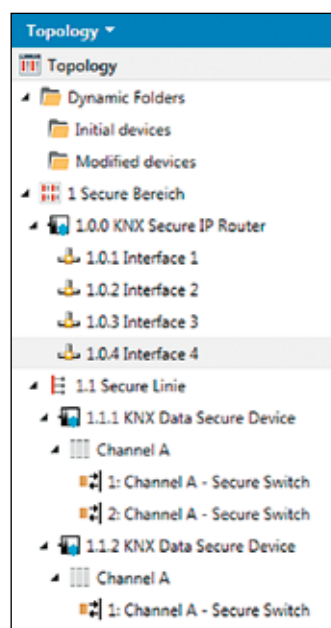 Topology
Topology
Dynamic Folders
Initial devices
Modified devices
1 Secure Bereich
1.0.0 KNX Secure IP Router
1.0.1 Interface 1
1.0.2 Interface 2
1.0.3 Interface 3
1.0.4 Interface 4
1.1 Secure Linie
1.1.1 KNX Data Secure Device
Channel A
1: Channel A - Secure Switch
2: Channel A - Secure Switch
1.1.2 KNX Data Secure Device
Channel A
1: Channel A - Secure Switch